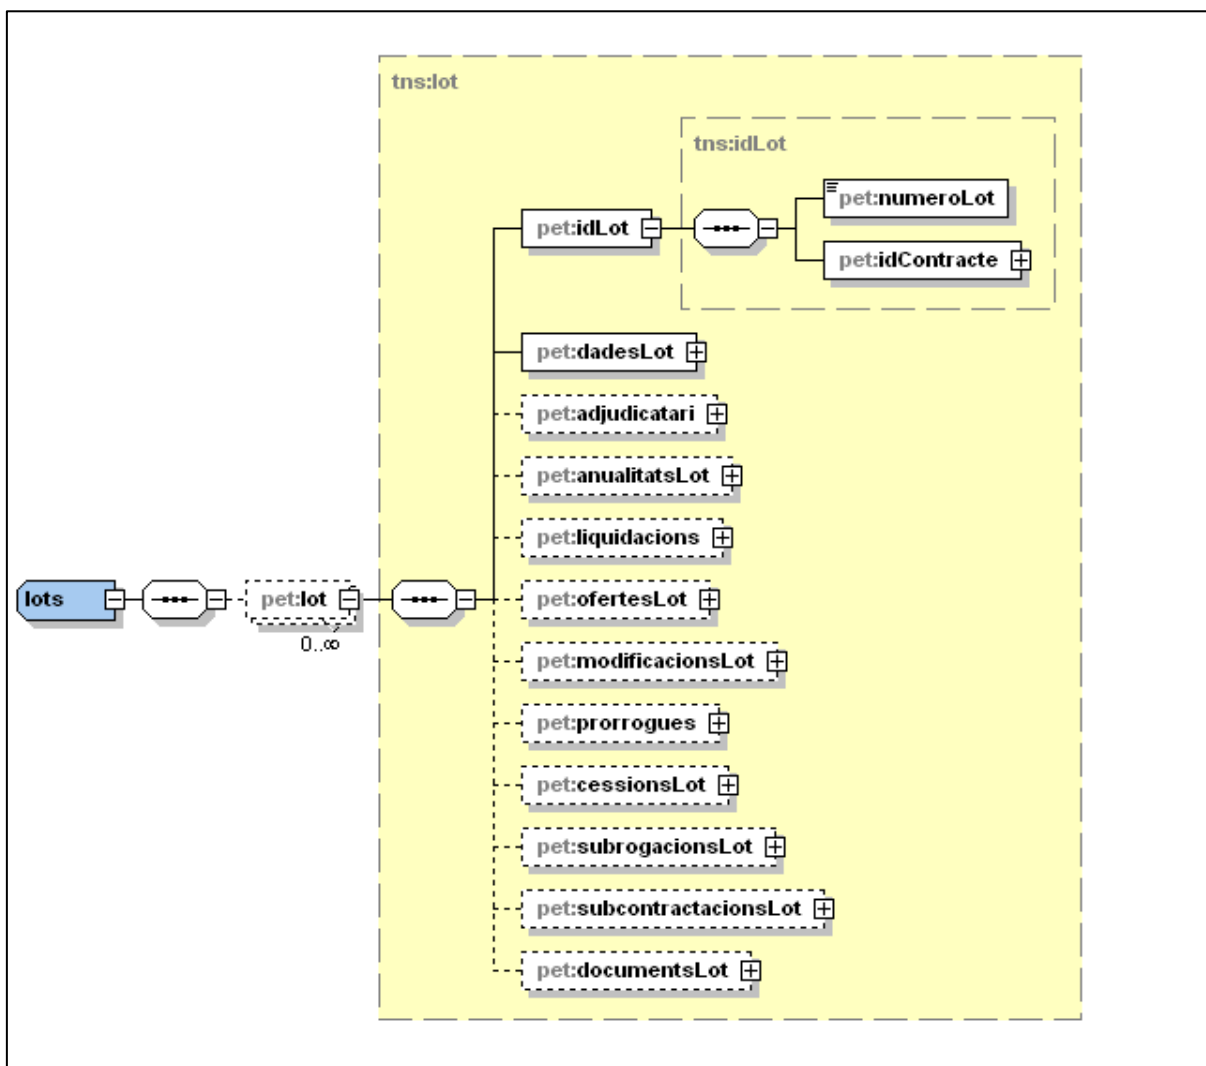 tns:lot
tns:idLot
pet:numeroLot
pet:idLot
pet:idContracte
pet:dadesLot
pet:adjudicatari
pet:anualitatsLot
pet:liquidacions
lots
pet:lot
0..∞
pet:ofertesLot
pet:modificacionsLot
pet:prorrogues
pet:cessionsLot
pet:subrogacionsLot
pet:subcontractacionsLot
pet:documentsLot